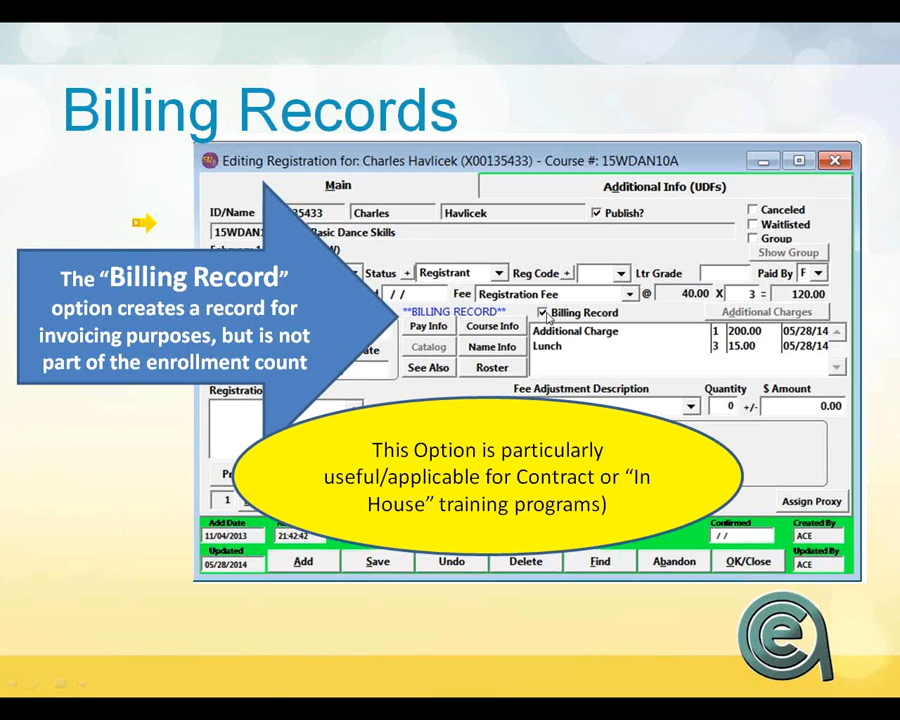 Billing Records
Editing Registration for: Charles Havlicek (X00135433) - Course #: 15WDAN10A
Main
Additional Info (UDFs)
ID/Name
35433
Charles
Havlicek
Publish?
Canceled
Waitlisted
Group
15WDAN1
Basic Dance Skills
Show Group
Status + Registrant Reg Code + Ltr Grade Paid By F
/ / Fee Registration Fee @ 40.00 X 3 = 120.00
**BILLING RECORD** Billing Record Additional Charges
Pay Info Course Info
Additional Charge 1 200.00 05/28/14
Catalog Name Info
Lunch 3 15.00 05/28/14
See Also Roster
The “Billing Record”
option creates a record for
invoicing purposes, but is not
part of the enrollment count
Fee Adjustment Description Quantity $ Amount
0 +/- 0.00
This Option is particularly
useful/applicable for Contract or “In
House” training programs)
1
Assign Proxy
Add Date
Confirmed
Created By
11/04/2013
21:42:42
/ /
ACE
Updated
Updated By
05/28/2014
Add Save Undo Delete Find Abandon OK/Close
ACE